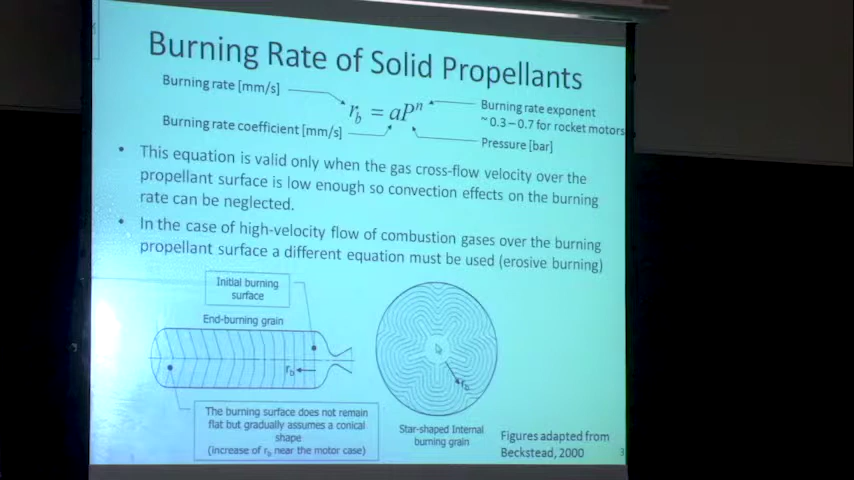 Burning Rate of Solid Propellants
Burning rate [mm/s]
r_b = aP^n
Burning rate exponent
~ 0.3 – 0.7 for rocket motors
Burning rate coefficient [mm/s]
Pressure [bar]
• This equation is valid only when the gas cross-flow velocity over the
propellant surface is low enough so convection effects on the burning
rate can be neglected.
• In the case of high-velocity flow of combustion gases over the burning
propellant surface a different equation must be used (erosive burning)
Initial burning
surface
End-burning grain
r_b
The burning surface does not remain
flat but gradually assumes a conical
shape
(increase of r_b near the motor case)
r_b
Star-shaped Internal
burning grain
Figures adapted from
Beckstead, 2000
3